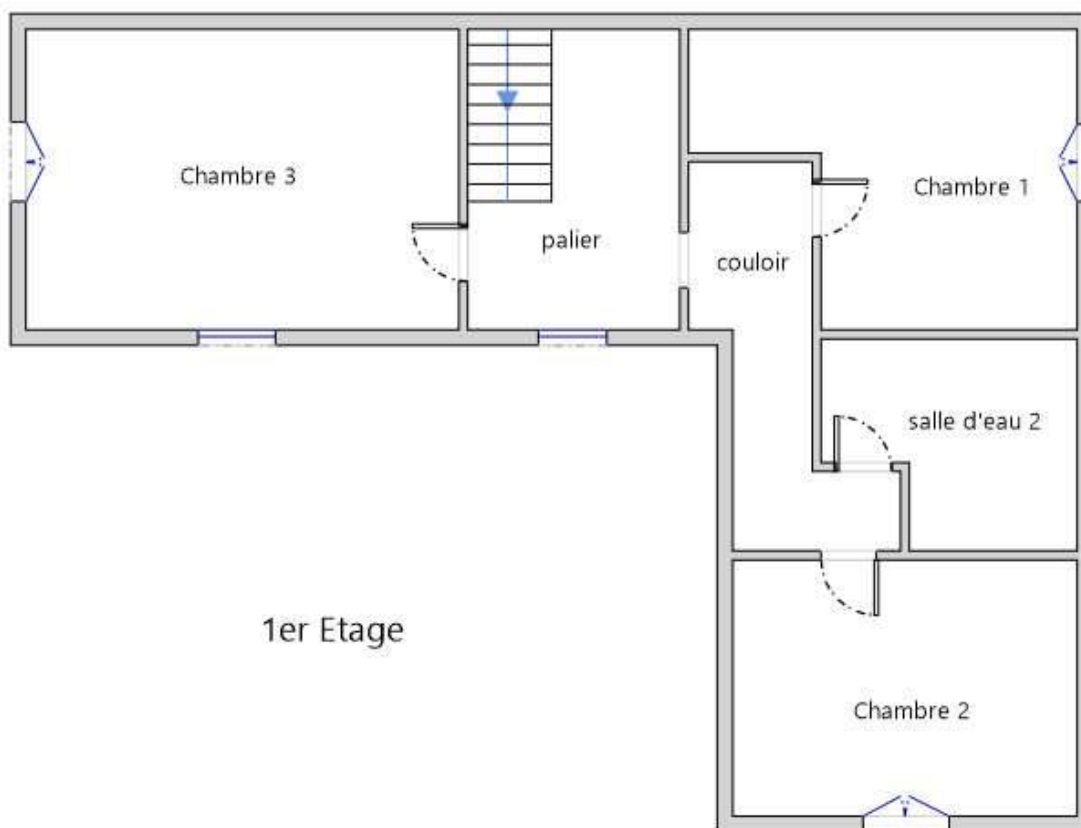 Chambre 3
Chambre 1
palier
couloir
salle d'eau 2
1er Etage
Chambre 2